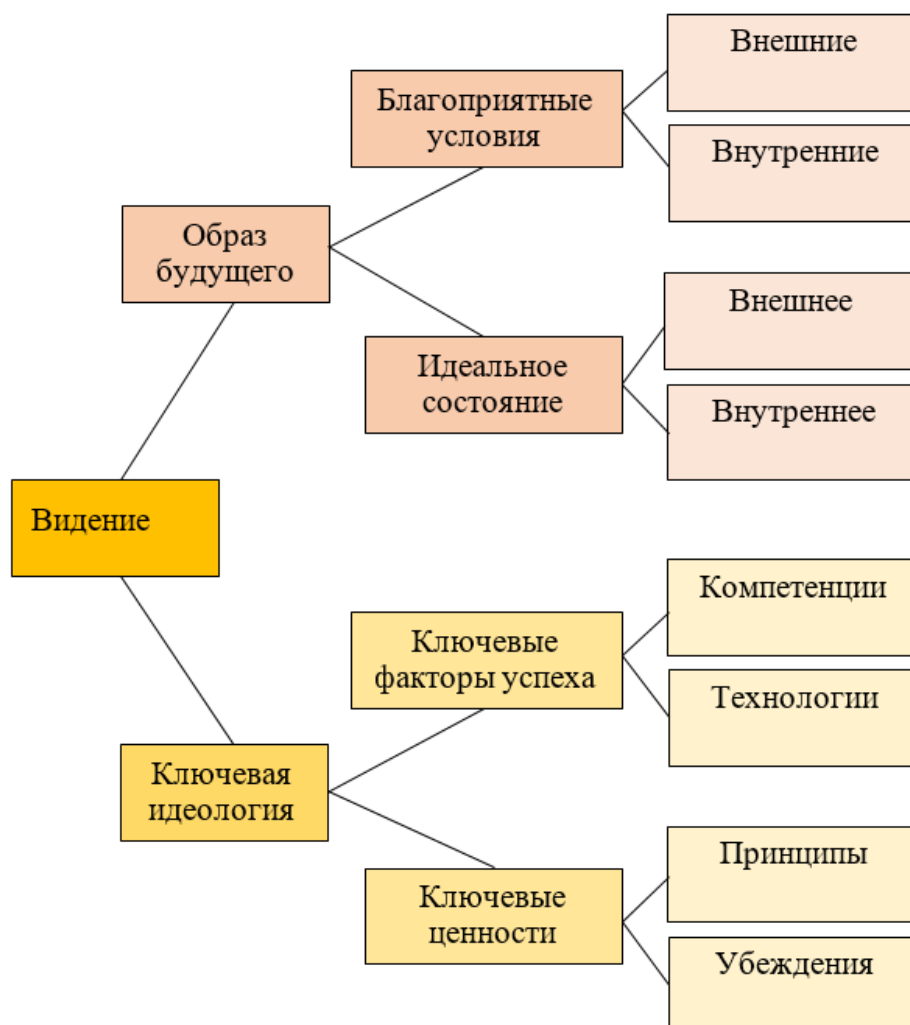 Внешние
Благоприятные
условия
Внутренние
Образ
будущего
Внешнее
Идеальное
состояние
Внутреннее
Видение
Компетенции
Ключевые
факторы успеха
Технологии
Ключевая
идеология
Принципы
Ключевые
ценности
Убеждения